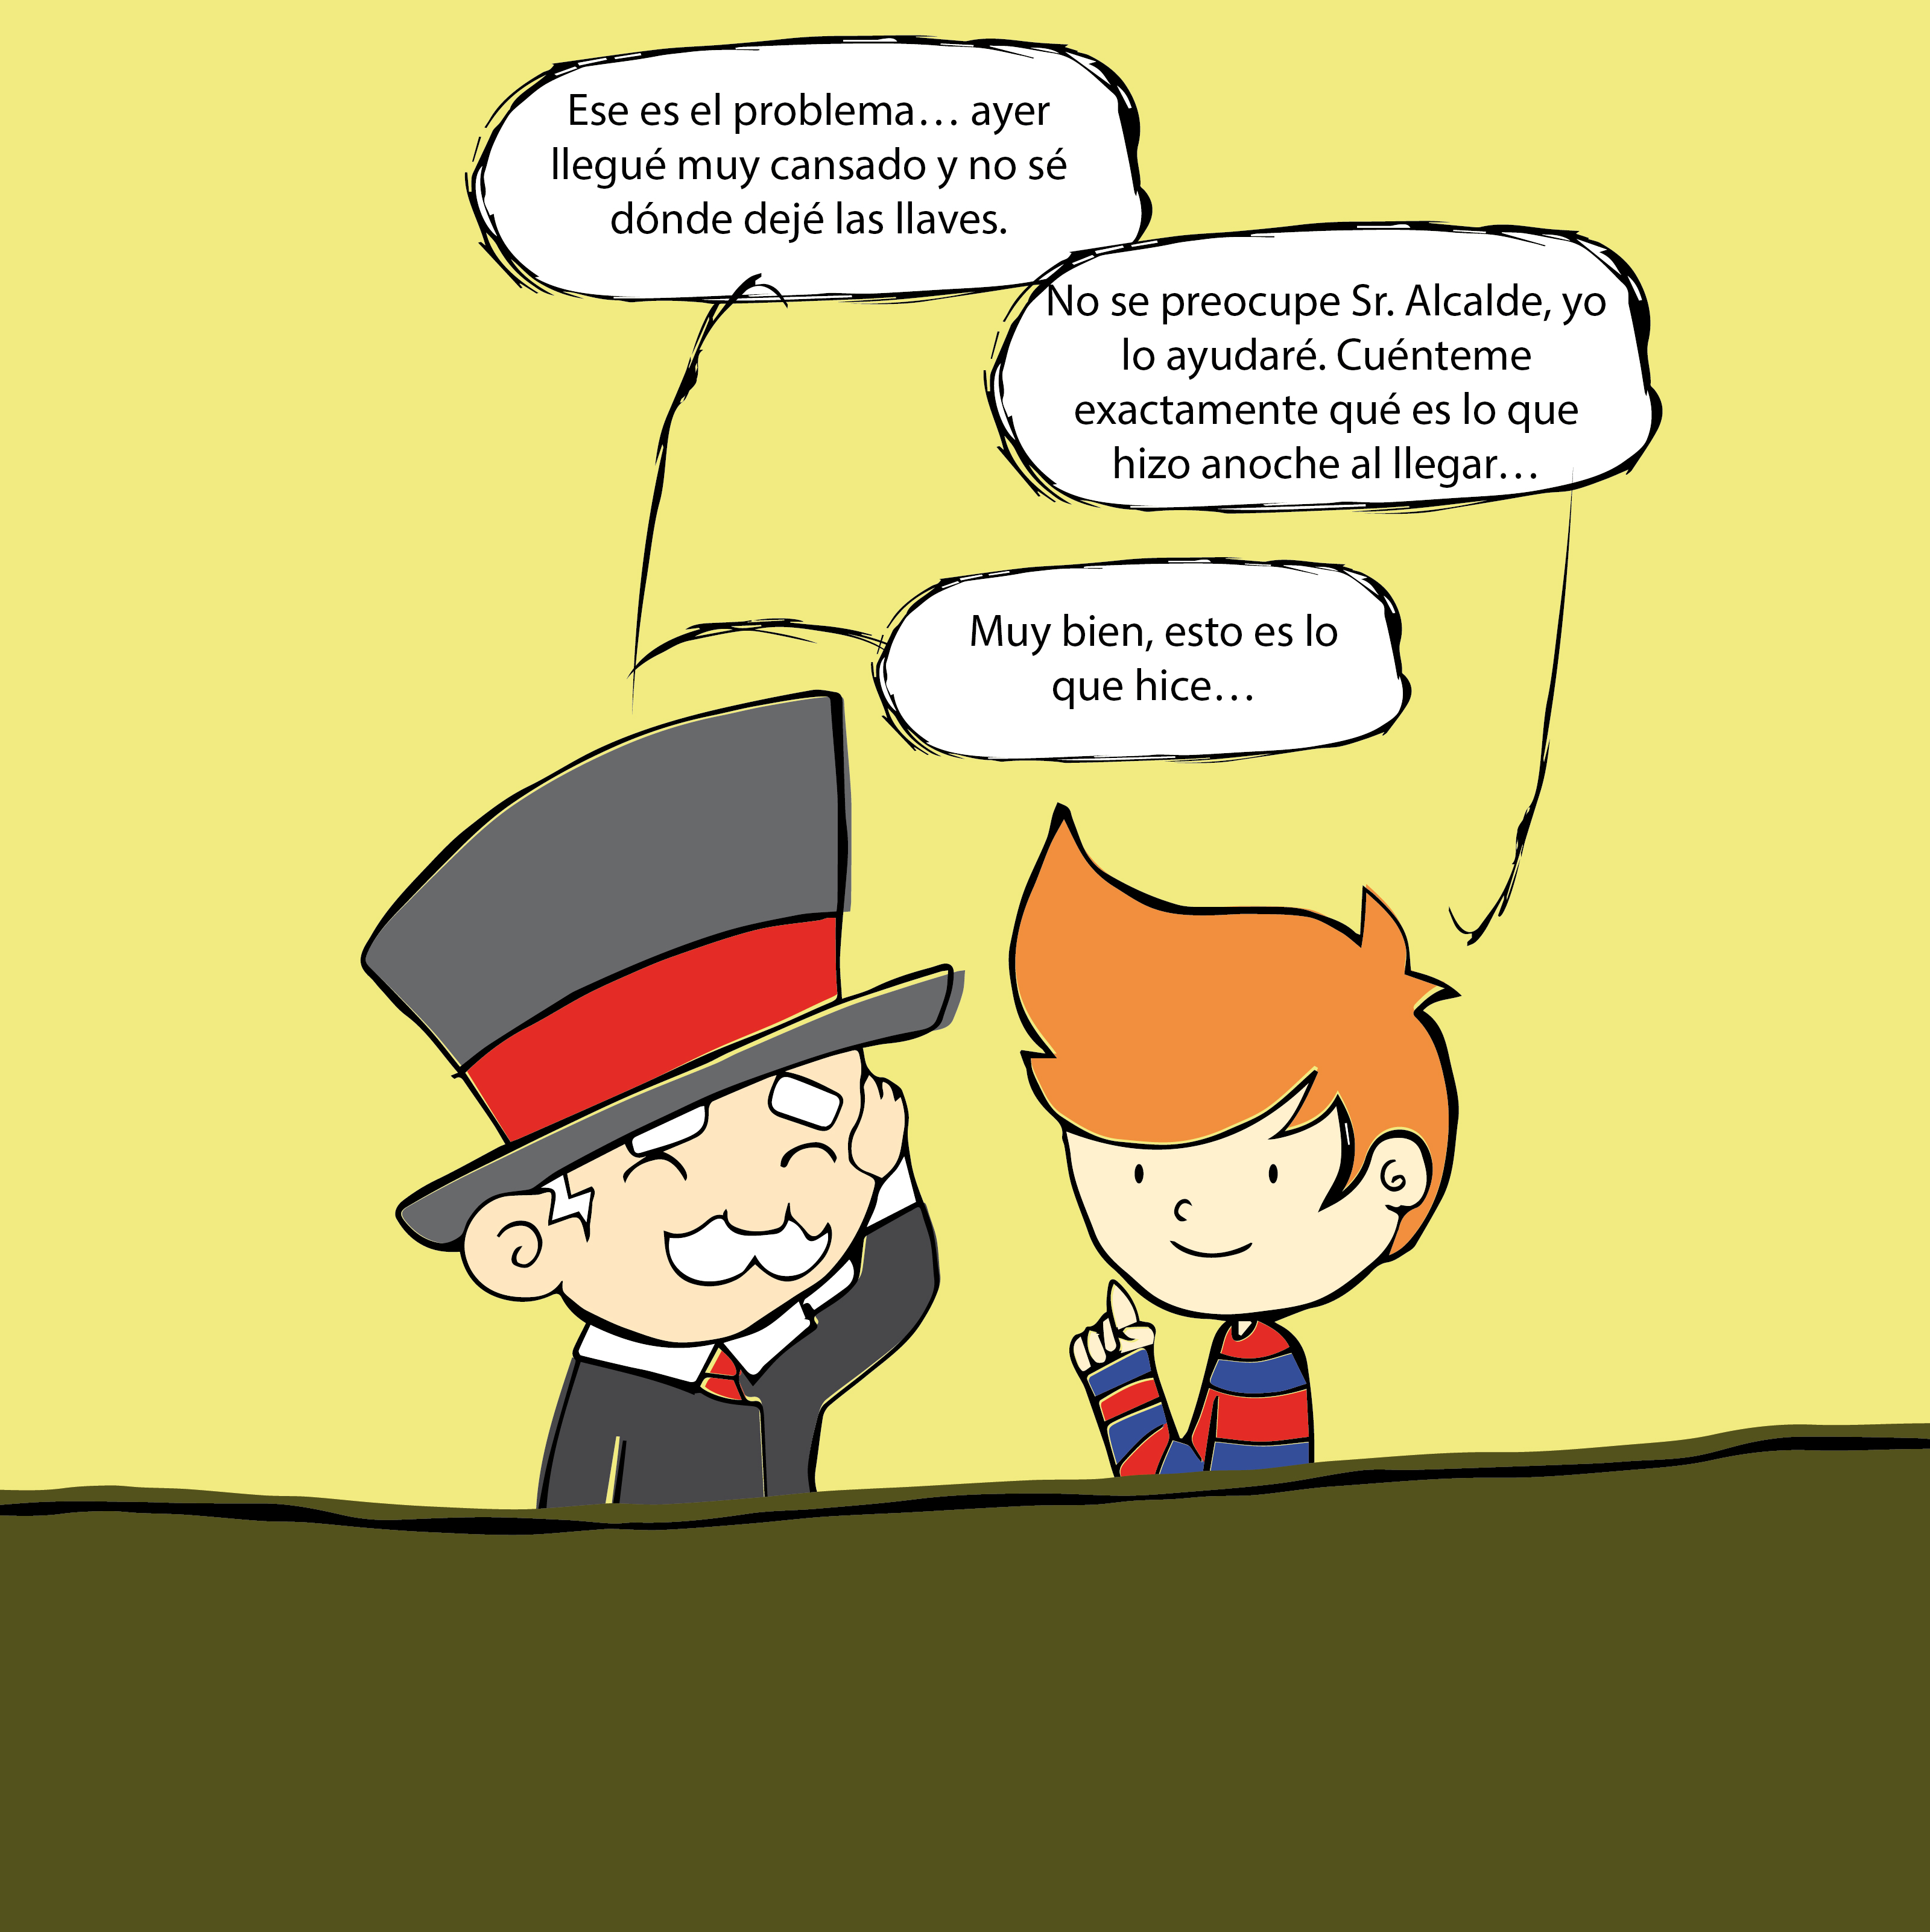 Ese es el problema… ayer
llegué muy cansado y no sé
dónde dejé las llaves.
No se preocupe Sr. Alcalde, yo
lo ayudaré. Cuénteme
exactamente qué es lo que
hizo anoche al llegar…
Muy bien, esto es lo
que hice…